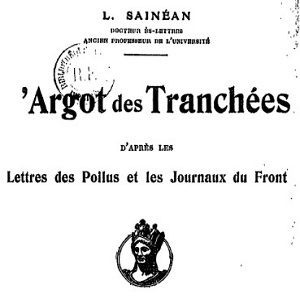 L. SAINÉAN
DOCTEUR ÈS-LETTRES
ANCIEN PROFESSEUR DE L'UNIVERSITÉ
'Argot des Tranchées
D'APRÈS LES
Lettres des Poilus et les Journaux du Front